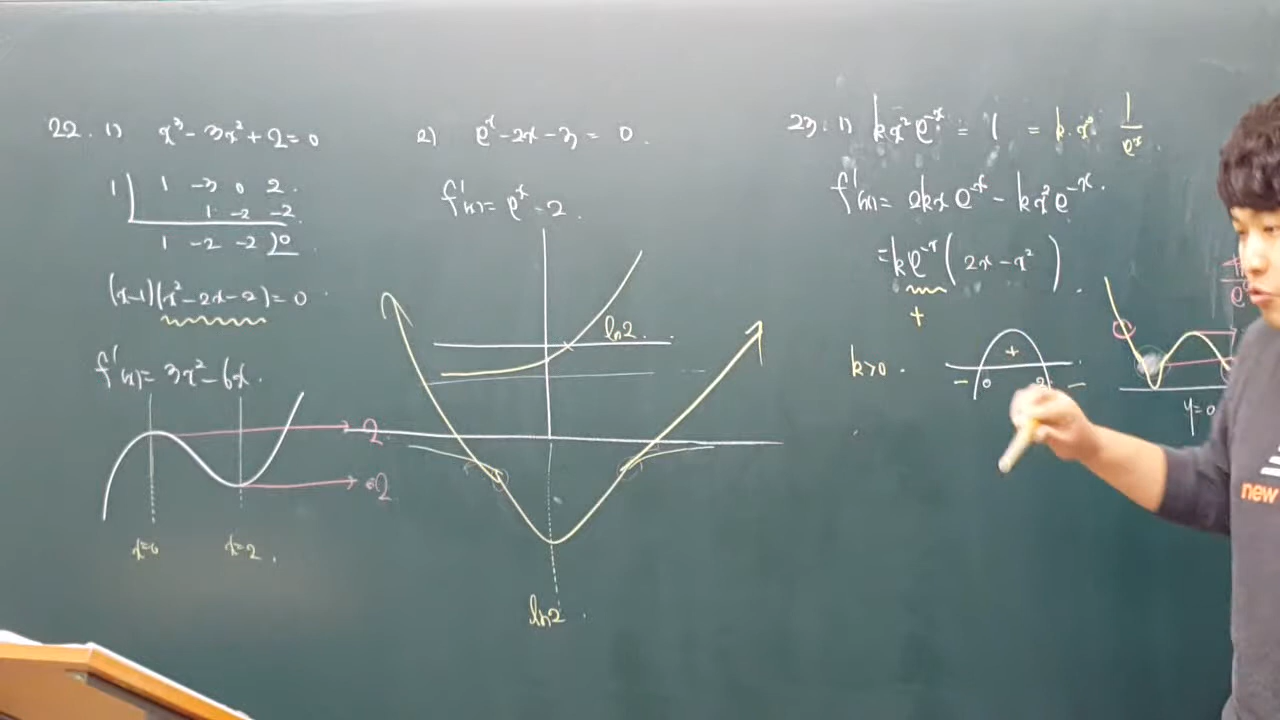 22. 1) x³-3x²+2=0
1 | 1 -3 0 2.
1 -2 -2
1 -2 -2 0
(x-1)(x²-2x-2)=0
f'(x)= 3x²-6x.
2
-2
x=0 x=2.
2) eˣ-2x-3=0.
f'(x)= eˣ-2.
ln2.
ln2.
23. 1) kx²e⁻ˣ = 1 = k·x² 1/eˣ.
f'(x)= 2kxe⁻ˣ - kx²e⁻ˣ.
= ke⁻ˣ(2x-x²).
+
k>0.
+
- 0 2 -
y=0
new